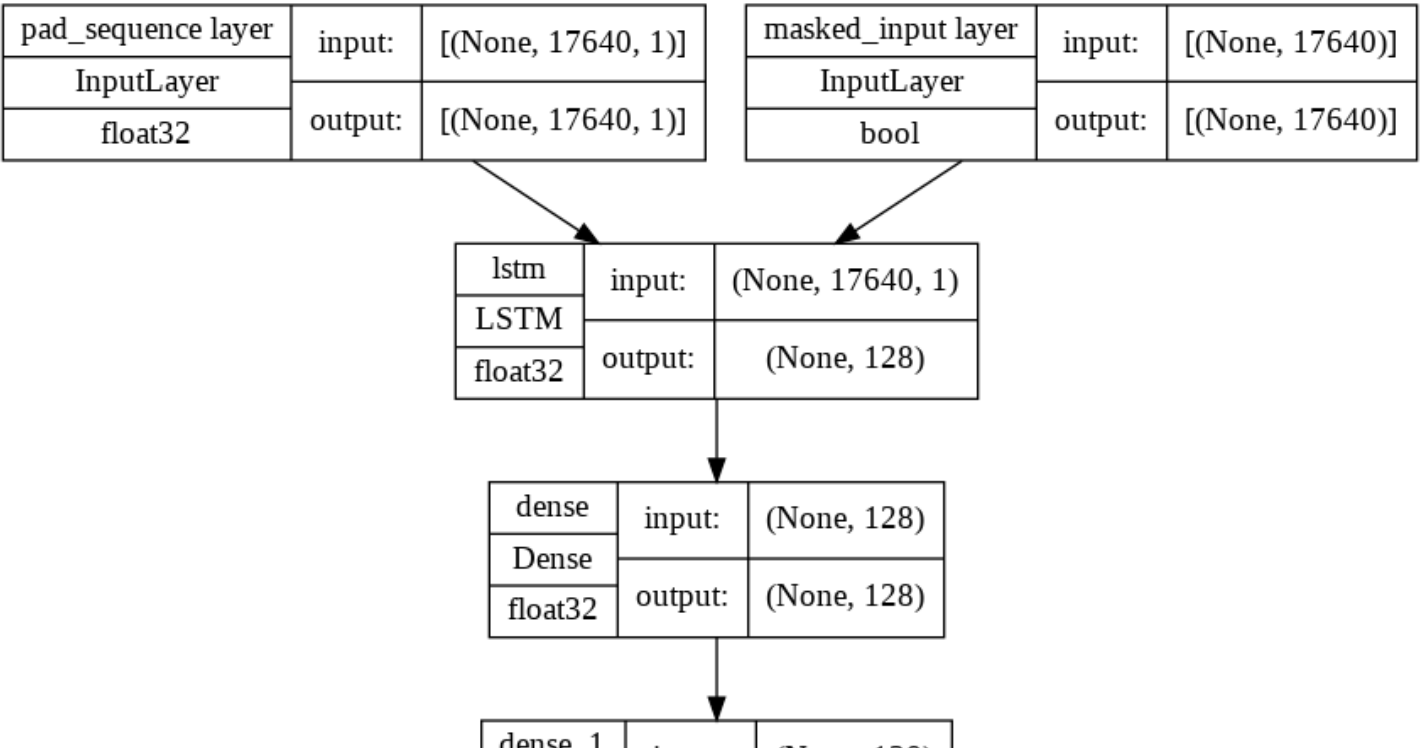 pad_sequence layer
InputLayer
float32
input:
[(None, 17640, 1)]
output:
[(None, 17640, 1)]
masked_input layer
InputLayer
bool
input:
[(None, 17640)]
output:
[(None, 17640)]
lstm
LSTM
float32
input:
(None, 17640, 1)
output:
(None, 128)
dense
Dense
float32
input:
(None, 128)
output:
(None, 128)
dense_1